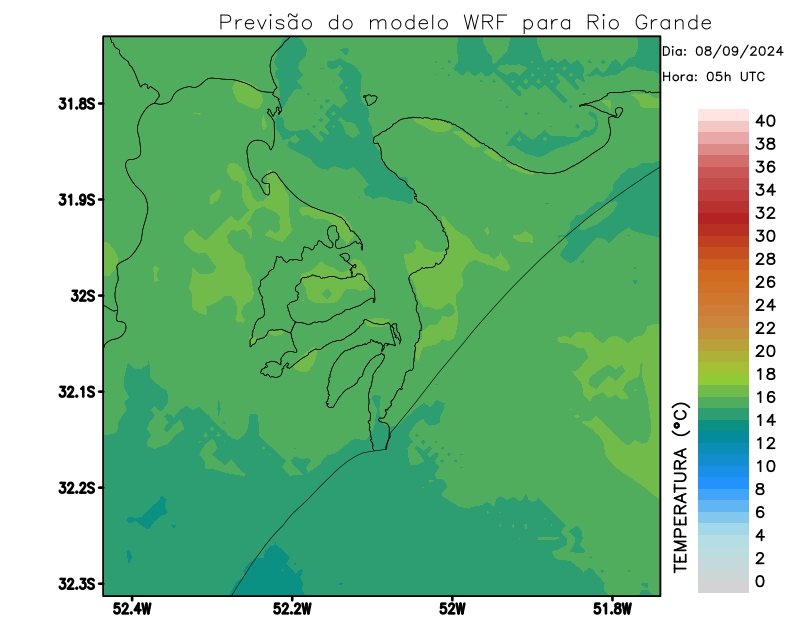 Previsão do modelo WRF para Rio Grande
Dia: 08/09/2024
Hora: 05h UTC
31.8S
31.9S
32S
32.1S
32.2S
32.3S
52.4W
52.2W
52W
51.8W
40
38
36
34
32
30
28
26
24
22
20
18
16
14
12
10
8
6
4
2
0
TEMPERATURA (°C)